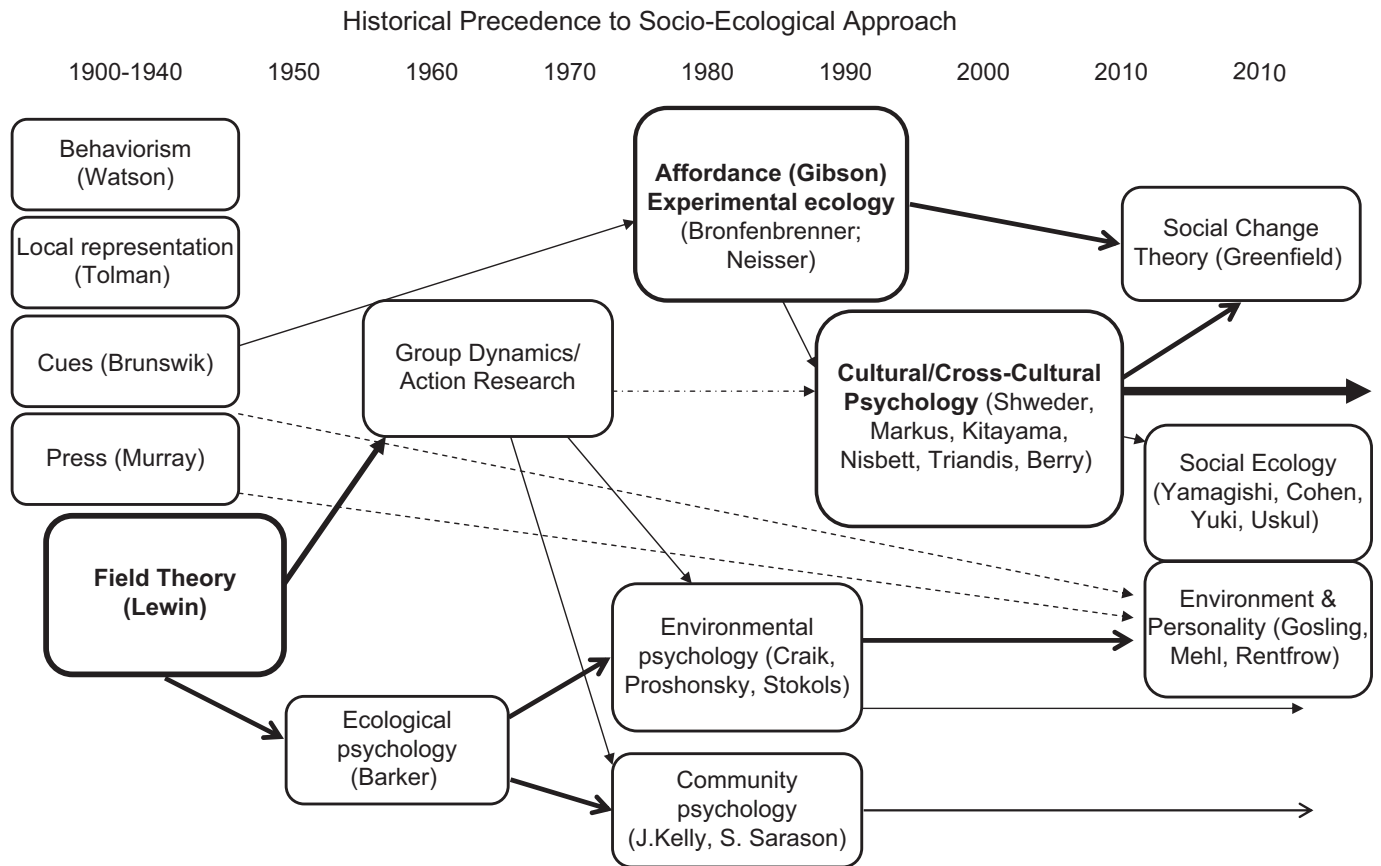 Historical Precedence to Socio-Ecological Approach
1900-1940 1950 1960 1970 1980 1990 2000 2010 2010
Behaviorism
(Watson)
Local representation
(Tolman)
Cues (Brunswik)
Press (Murray)
Field Theory
(Lewin)
Group Dynamics/
Action Research
Ecological
psychology
(Barker)
Affordance (Gibson)
Experimental ecology
(Bronfenbrenner;
Neisser)
Cultural/Cross-Cultural
Psychology (Shweder,
Markus, Kitayama,
Nisbett, Triandis, Berry)
Environmental
psychology (Craik,
Proshonsky, Stokols)
Community
psychology
(J.Kelly, S. Sarason)
Social Change
Theory (Greenfield)
Social Ecology
(Yamagishi, Cohen,
Yuki, Uskul)
Environment &
Personality (Gosling,
Mehl, Rentfrow)